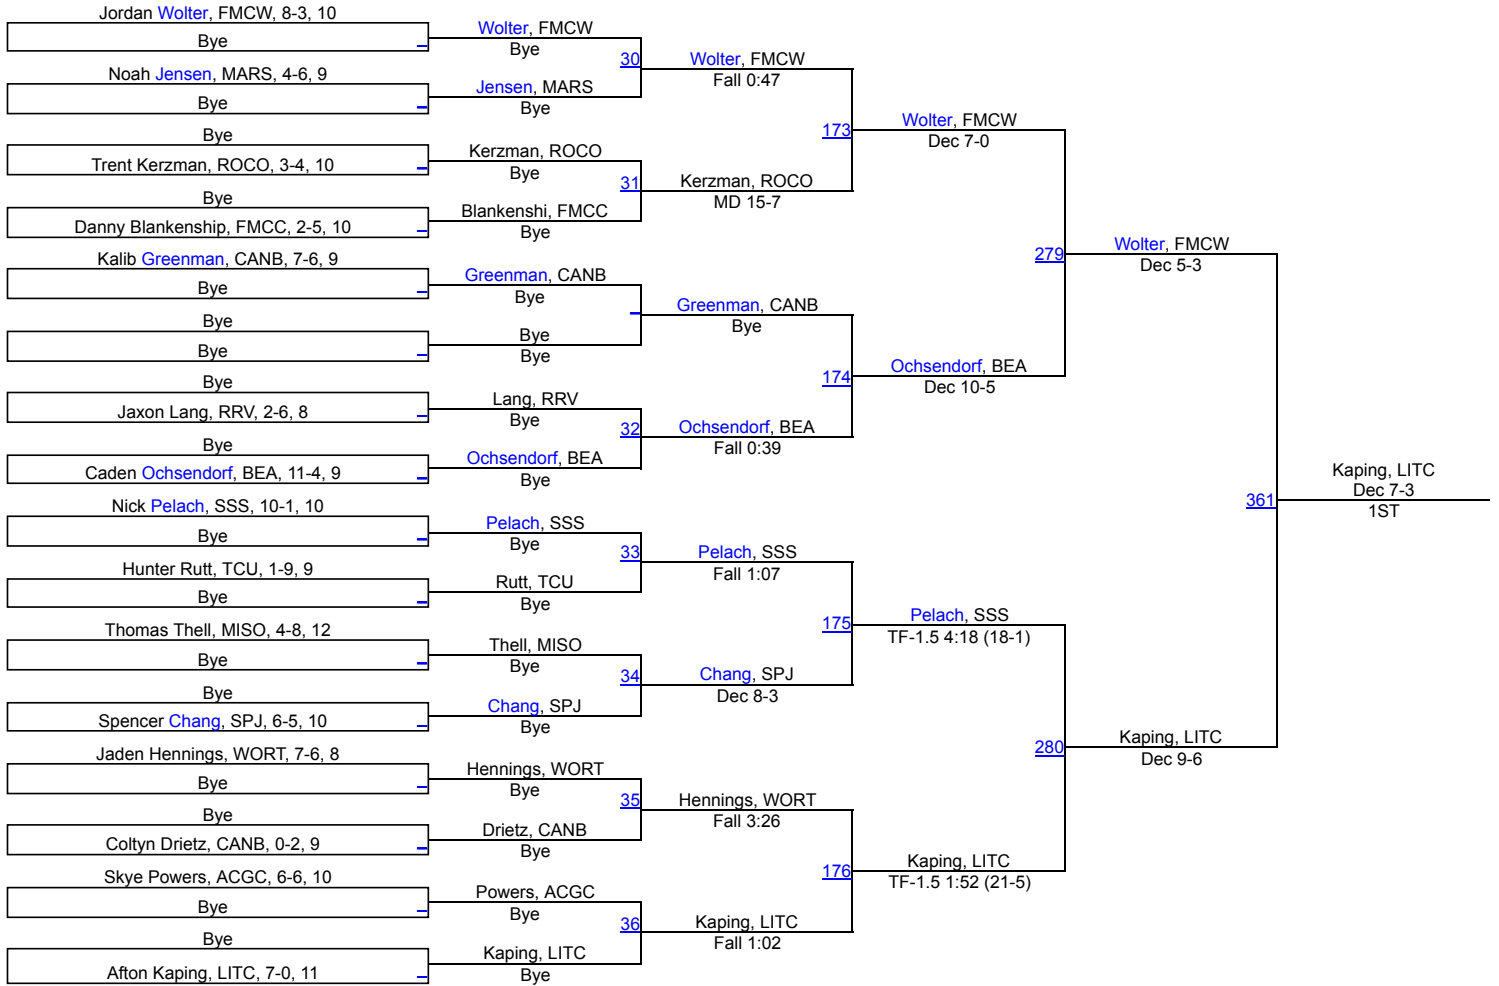 Jordan Wolter, FMCW, 8-3, 10
Bye
Noah Jensen, MARS, 4-6, 9
Bye
Bye
Trent Kerzman, ROCO, 3-4, 10
Bye
Danny Blankenship, FMCC, 2-5, 10
Kalib Greenman, CANB, 7-6, 9
Bye
Bye
Bye
Bye
Jaxon Lang, RRV, 2-6, 8
Bye
Caden Ochsendorf, BEA, 11-4, 9
Nick Pelach, SSS, 10-1, 10
Bye
Hunter Rutt, TCU, 1-9, 9
Bye
Thomas Thell, MISO, 4-8, 12
Bye
Bye
Spencer Chang, SPJ, 6-5, 10
Jaden Hennings, WORT, 7-6, 8
Bye
Bye
Coltyn Drietz, CANB, 0-2, 9
Skye Powers, ACGC, 6-6, 10
Bye
Bye
Afton Kaping, LITC, 7-0, 11
Wolter, FMCW
Bye
30
Jensen, MARS
Bye
Kerzman, ROCO
Bye
31
Blankenshi, FMCC
Bye
Greenman, CANB
Bye
Bye
Bye
Lang, RRV
Bye
32
Ochsendorf, BEA
Bye
Pelach, SSS
Bye
33
Rutt, TCU
Bye
Thell, MISO
Bye
34
Chang, SPJ
Bye
Hennings, WORT
Bye
35
Drietz, CANB
Bye
Powers, ACGC
Bye
36
Kaping, LITC
Bye
Wolter, FMCW
Fall 0:47
173
Kerzman, ROCO
MD 15-7
Greenman, CANB
Bye
174
Ochsendorf, BEA
Fall 0:39
Pelach, SSS
Fall 1:07
175
Chang, SPJ
Dec 8-3
Hennings, WORT
Fall 3:26
176
Kaping, LITC
Fall 1:02
Wolter, FMCW
Dec 7-0
279
Ochsendorf, BEA
Dec 10-5
Pelach, SSS
TF-1.5 4:18 (18-1)
280
Kaping, LITC
TF-1.5 1:52 (21-5)
Wolter, FMCW
Dec 5-3
361
Kaping, LITC
Dec 9-6
Kaping, LITC
Dec 7-3
1ST